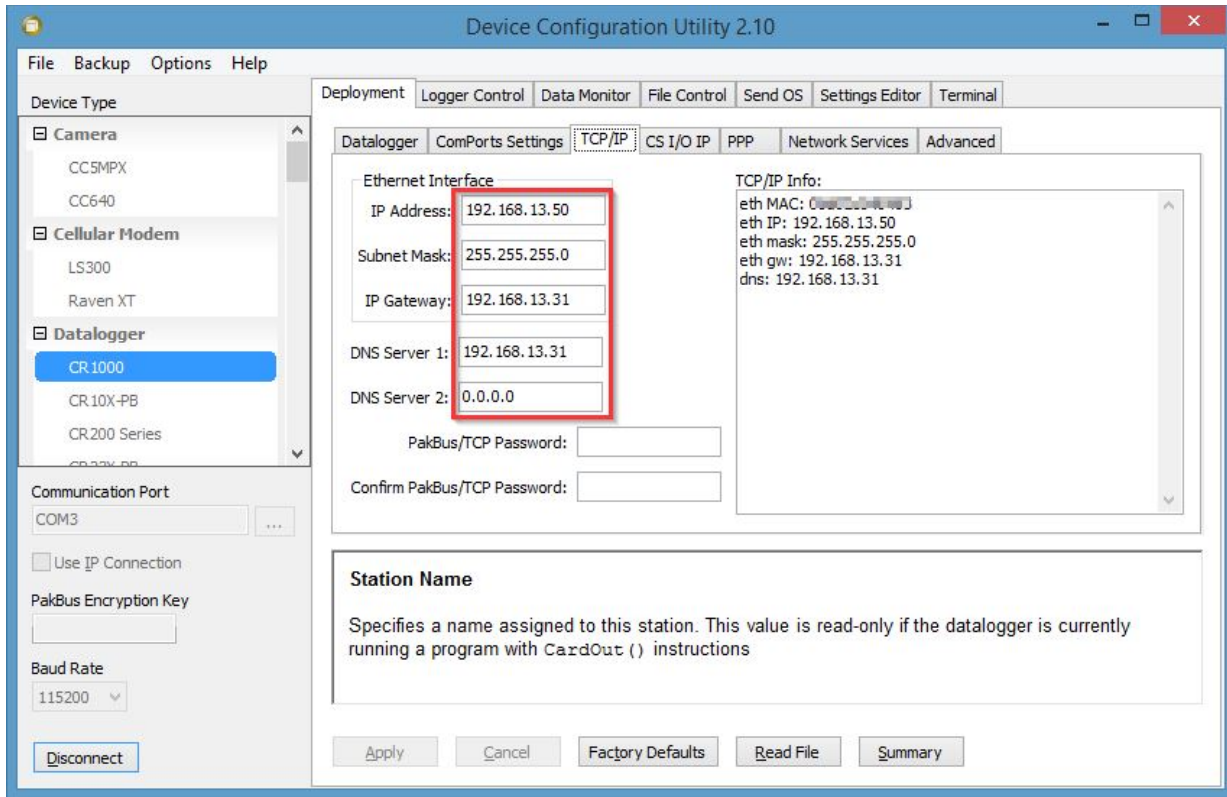 Device Configuration Utility 2.10
File Backup Options Help
Device Type
Camera
CC5MPX
CC640
Cellular Modem
LS300
Raven XT
Datalogger
CR1000
CR10X-PB
CR200 Series
Communication Port
COM3
...
Use IP Connection
PakBus Encryption Key
Baud Rate
115200
Disconnect
Deployment Logger Control Data Monitor File Control Send OS Settings Editor Terminal
Datalogger ComPorts Settings TCP/IP CS I/O IP PPP Network Services Advanced
Ethernet Interface
IP Address: 192.168.13.50
Subnet Mask: 255.255.255.0
IP Gateway: 192.168.13.31
DNS Server 1: 192.168.13.31
DNS Server 2: 0.0.0.0
PakBus/TCP Password:
Confirm PakBus/TCP Password:
TCP/IP Info:
eth MAC:
eth IP: 192.168.13.50
eth mask: 255.255.255.0
eth gw: 192.168.13.31
dns: 192.168.13.31
Station Name
Specifies a name assigned to this station. This value is read-only if the datalogger is currently
running a program with CardOut() instructions
Apply Cancel Factory Defaults Read File Summary